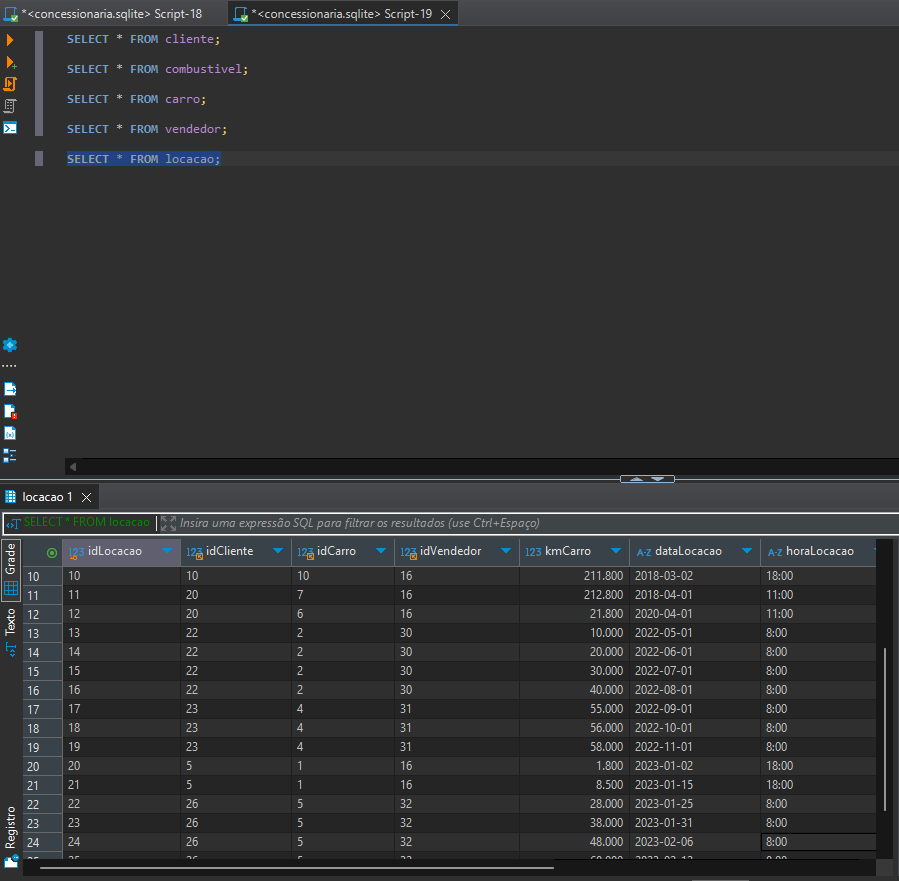 *<concessionaria.sqlite> Script-18 *<concessionaria.sqlite> Script-19
SELECT * FROM cliente;
SELECT * FROM combustivel;
SELECT * FROM carro;
SELECT * FROM vendedor;
SELECT * FROM locacao;
locacao 1
SELECT * FROM locacao Insira uma expressão SQL para filtrar os resultados (use Ctrl+Espaço)
Grade
Texto
Registro
123 idLocacao 123 idCliente 123 idCarro 123 idVendedor 123 kmCarro A-Z dataLocacao A-Z horaLocacao
10 10 10 10 16 211.800 2018-03-02 18:00
11 11 20 7 16 212.800 2018-04-01 11:00
12 12 20 6 16 21.800 2020-04-01 11:00
13 13 22 2 30 10.000 2022-05-01 8:00
14 14 22 2 30 20.000 2022-06-01 8:00
15 15 22 2 30 30.000 2022-07-01 8:00
16 16 22 2 30 40.000 2022-08-01 8:00
17 17 23 4 31 55.000 2022-09-01 8:00
18 18 23 4 31 56.000 2022-10-01 8:00
19 19 23 4 31 58.000 2022-11-01 8:00
20 20 5 1 16 1.800 2023-01-02 18:00
21 21 5 1 16 8.500 2023-01-15 18:00
22 22 26 5 32 28.000 2023-01-25 8:00
23 23 26 5 32 38.000 2023-01-31 8:00
24 24 26 5 32 48.000 2023-02-06 8:00